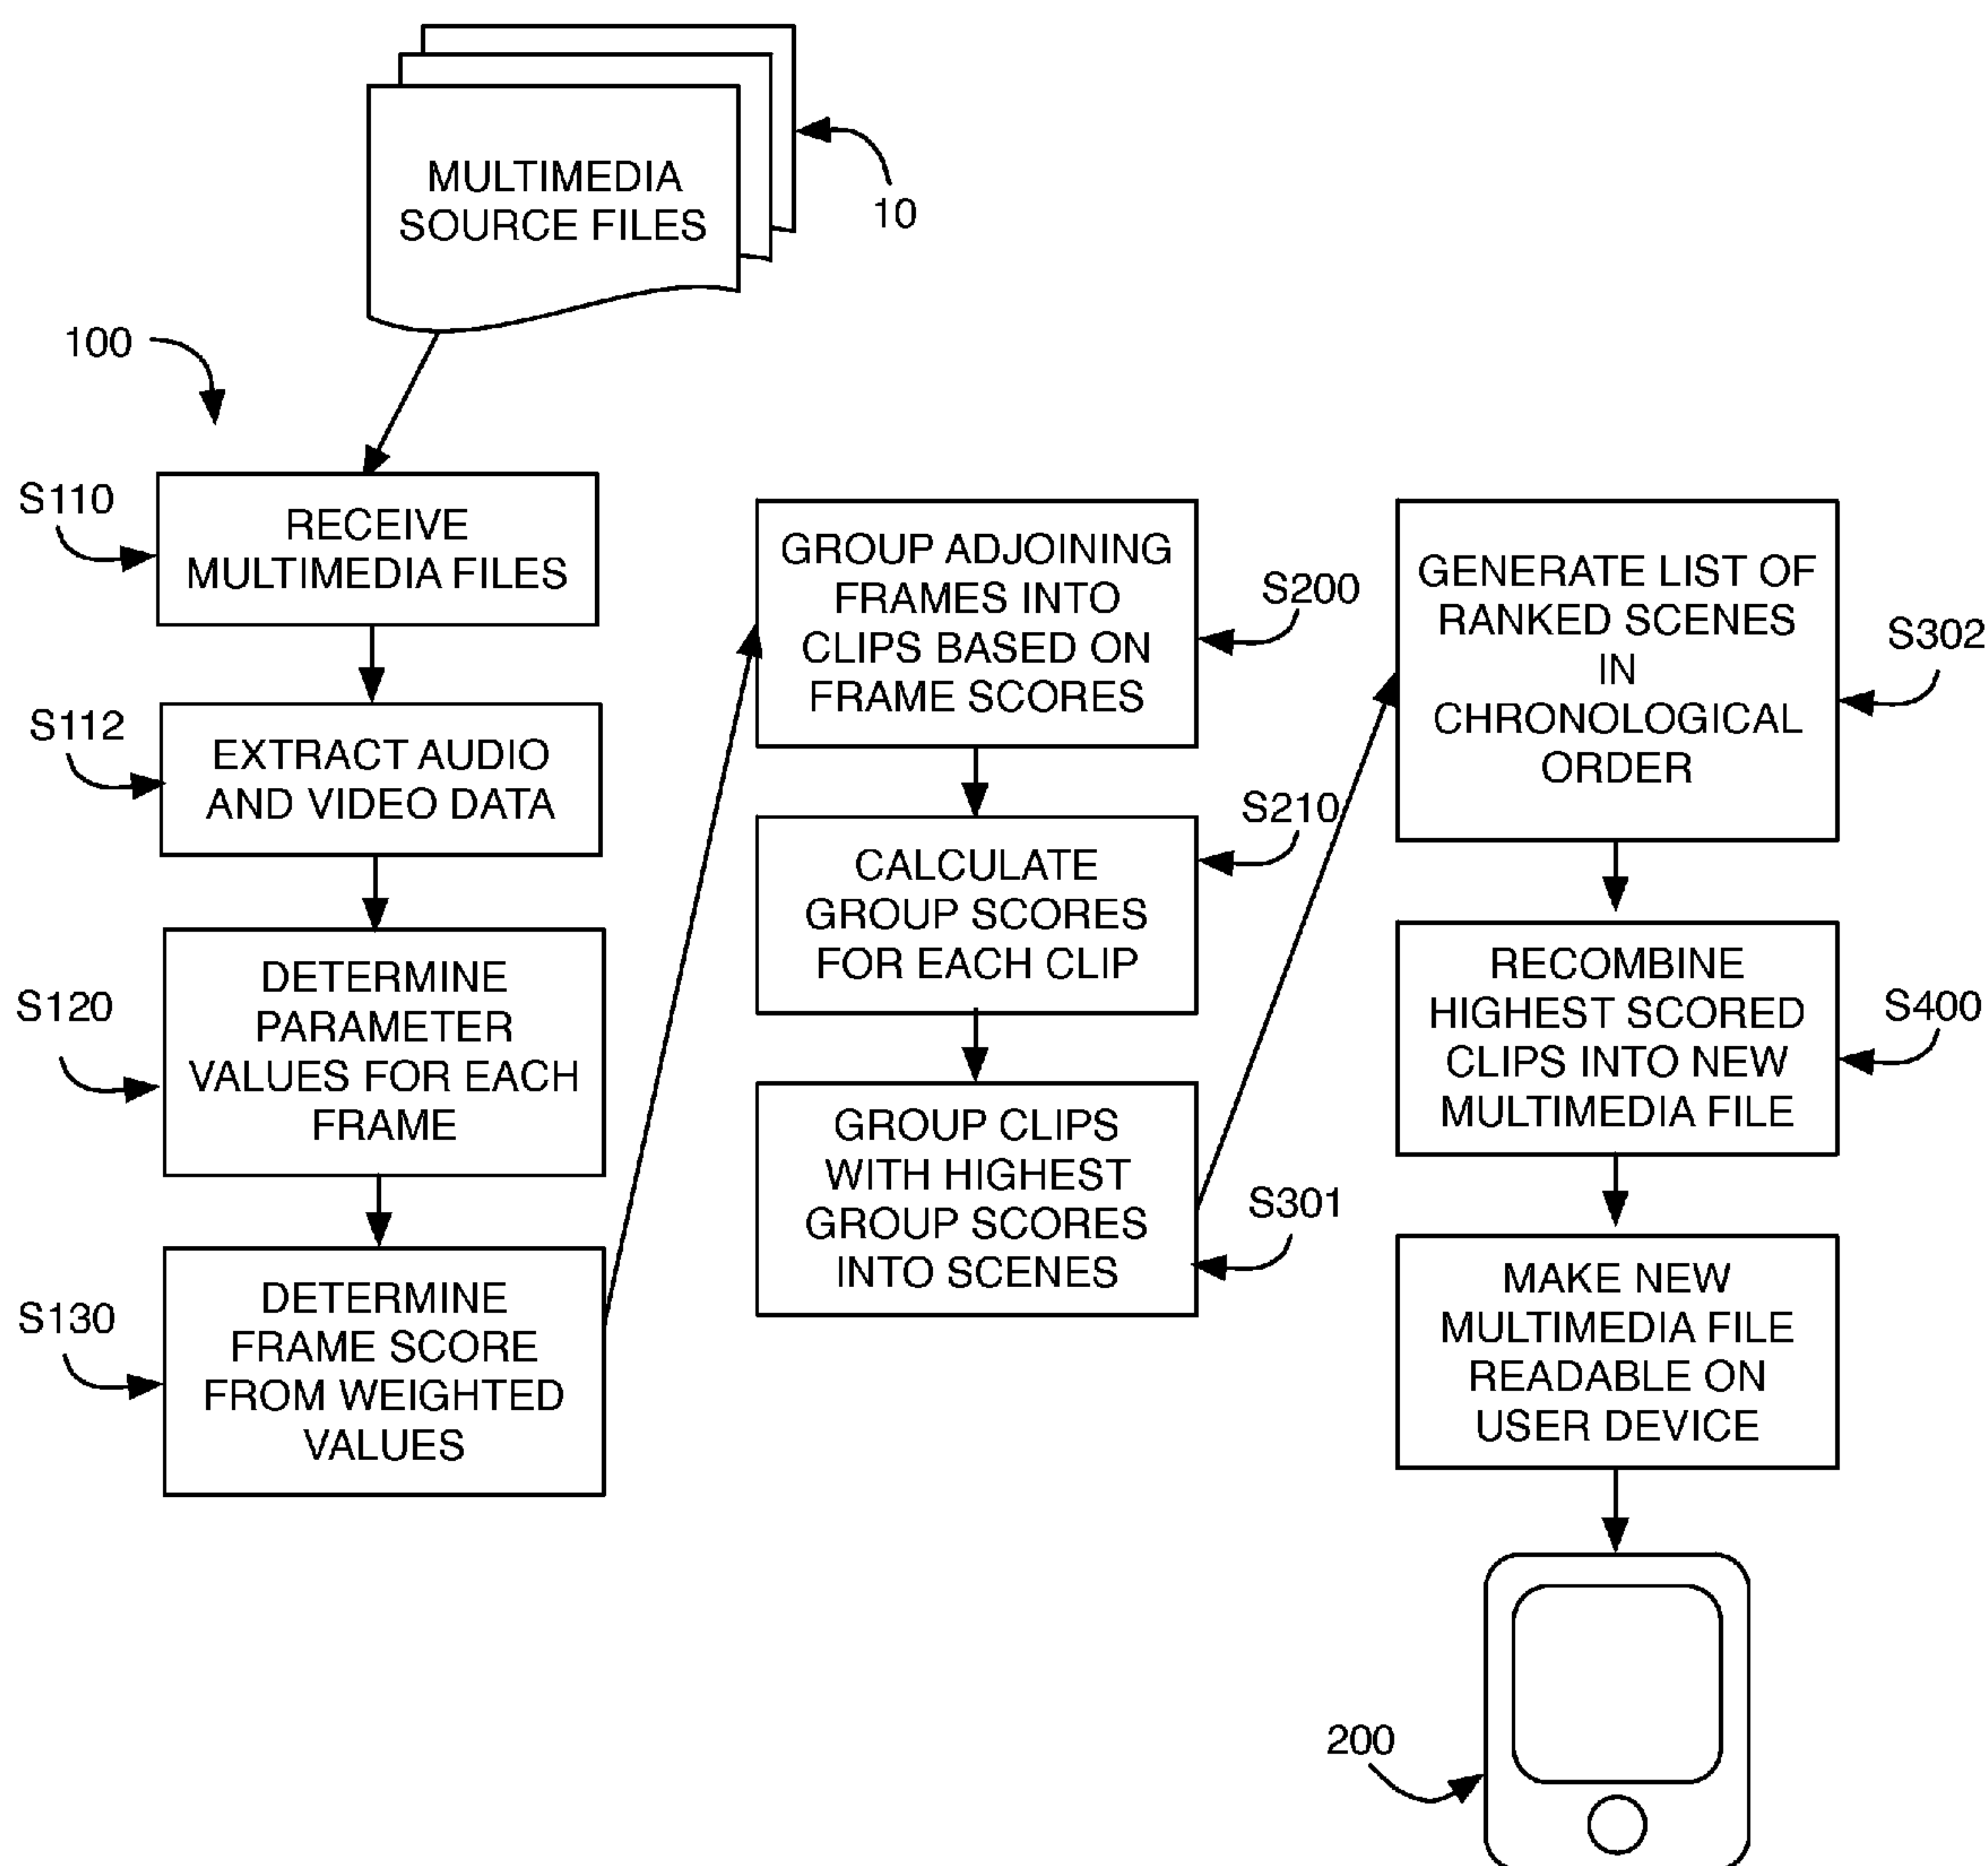 MULTIMEDIA
SOURCE FILES
10
100
S110
RECEIVE
MULTIMEDIA FILES
S112
EXTRACT AUDIO
AND VIDEO DATA
S120
DETERMINE
PARAMETER
VALUES FOR EACH
FRAME
S130
DETERMINE
FRAME SCORE
FROM WEIGHTED
VALUES
GROUP ADJOINING
FRAMES INTO
CLIPS BASED ON
FRAME SCORES
S200
CALCULATE
GROUP SCORES
FOR EACH CLIP
S210
GROUP CLIPS
WITH HIGHEST
GROUP SCORES
INTO SCENES
S301
GENERATE LIST OF
RANKED SCENES
IN
CHRONOLOGICAL
ORDER
S302
RECOMBINE
HIGHEST SCORED
CLIPS INTO NEW
MULTIMEDIA FILE
S400
MAKE NEW
MULTIMEDIA FILE
READABLE ON
USER DEVICE
200